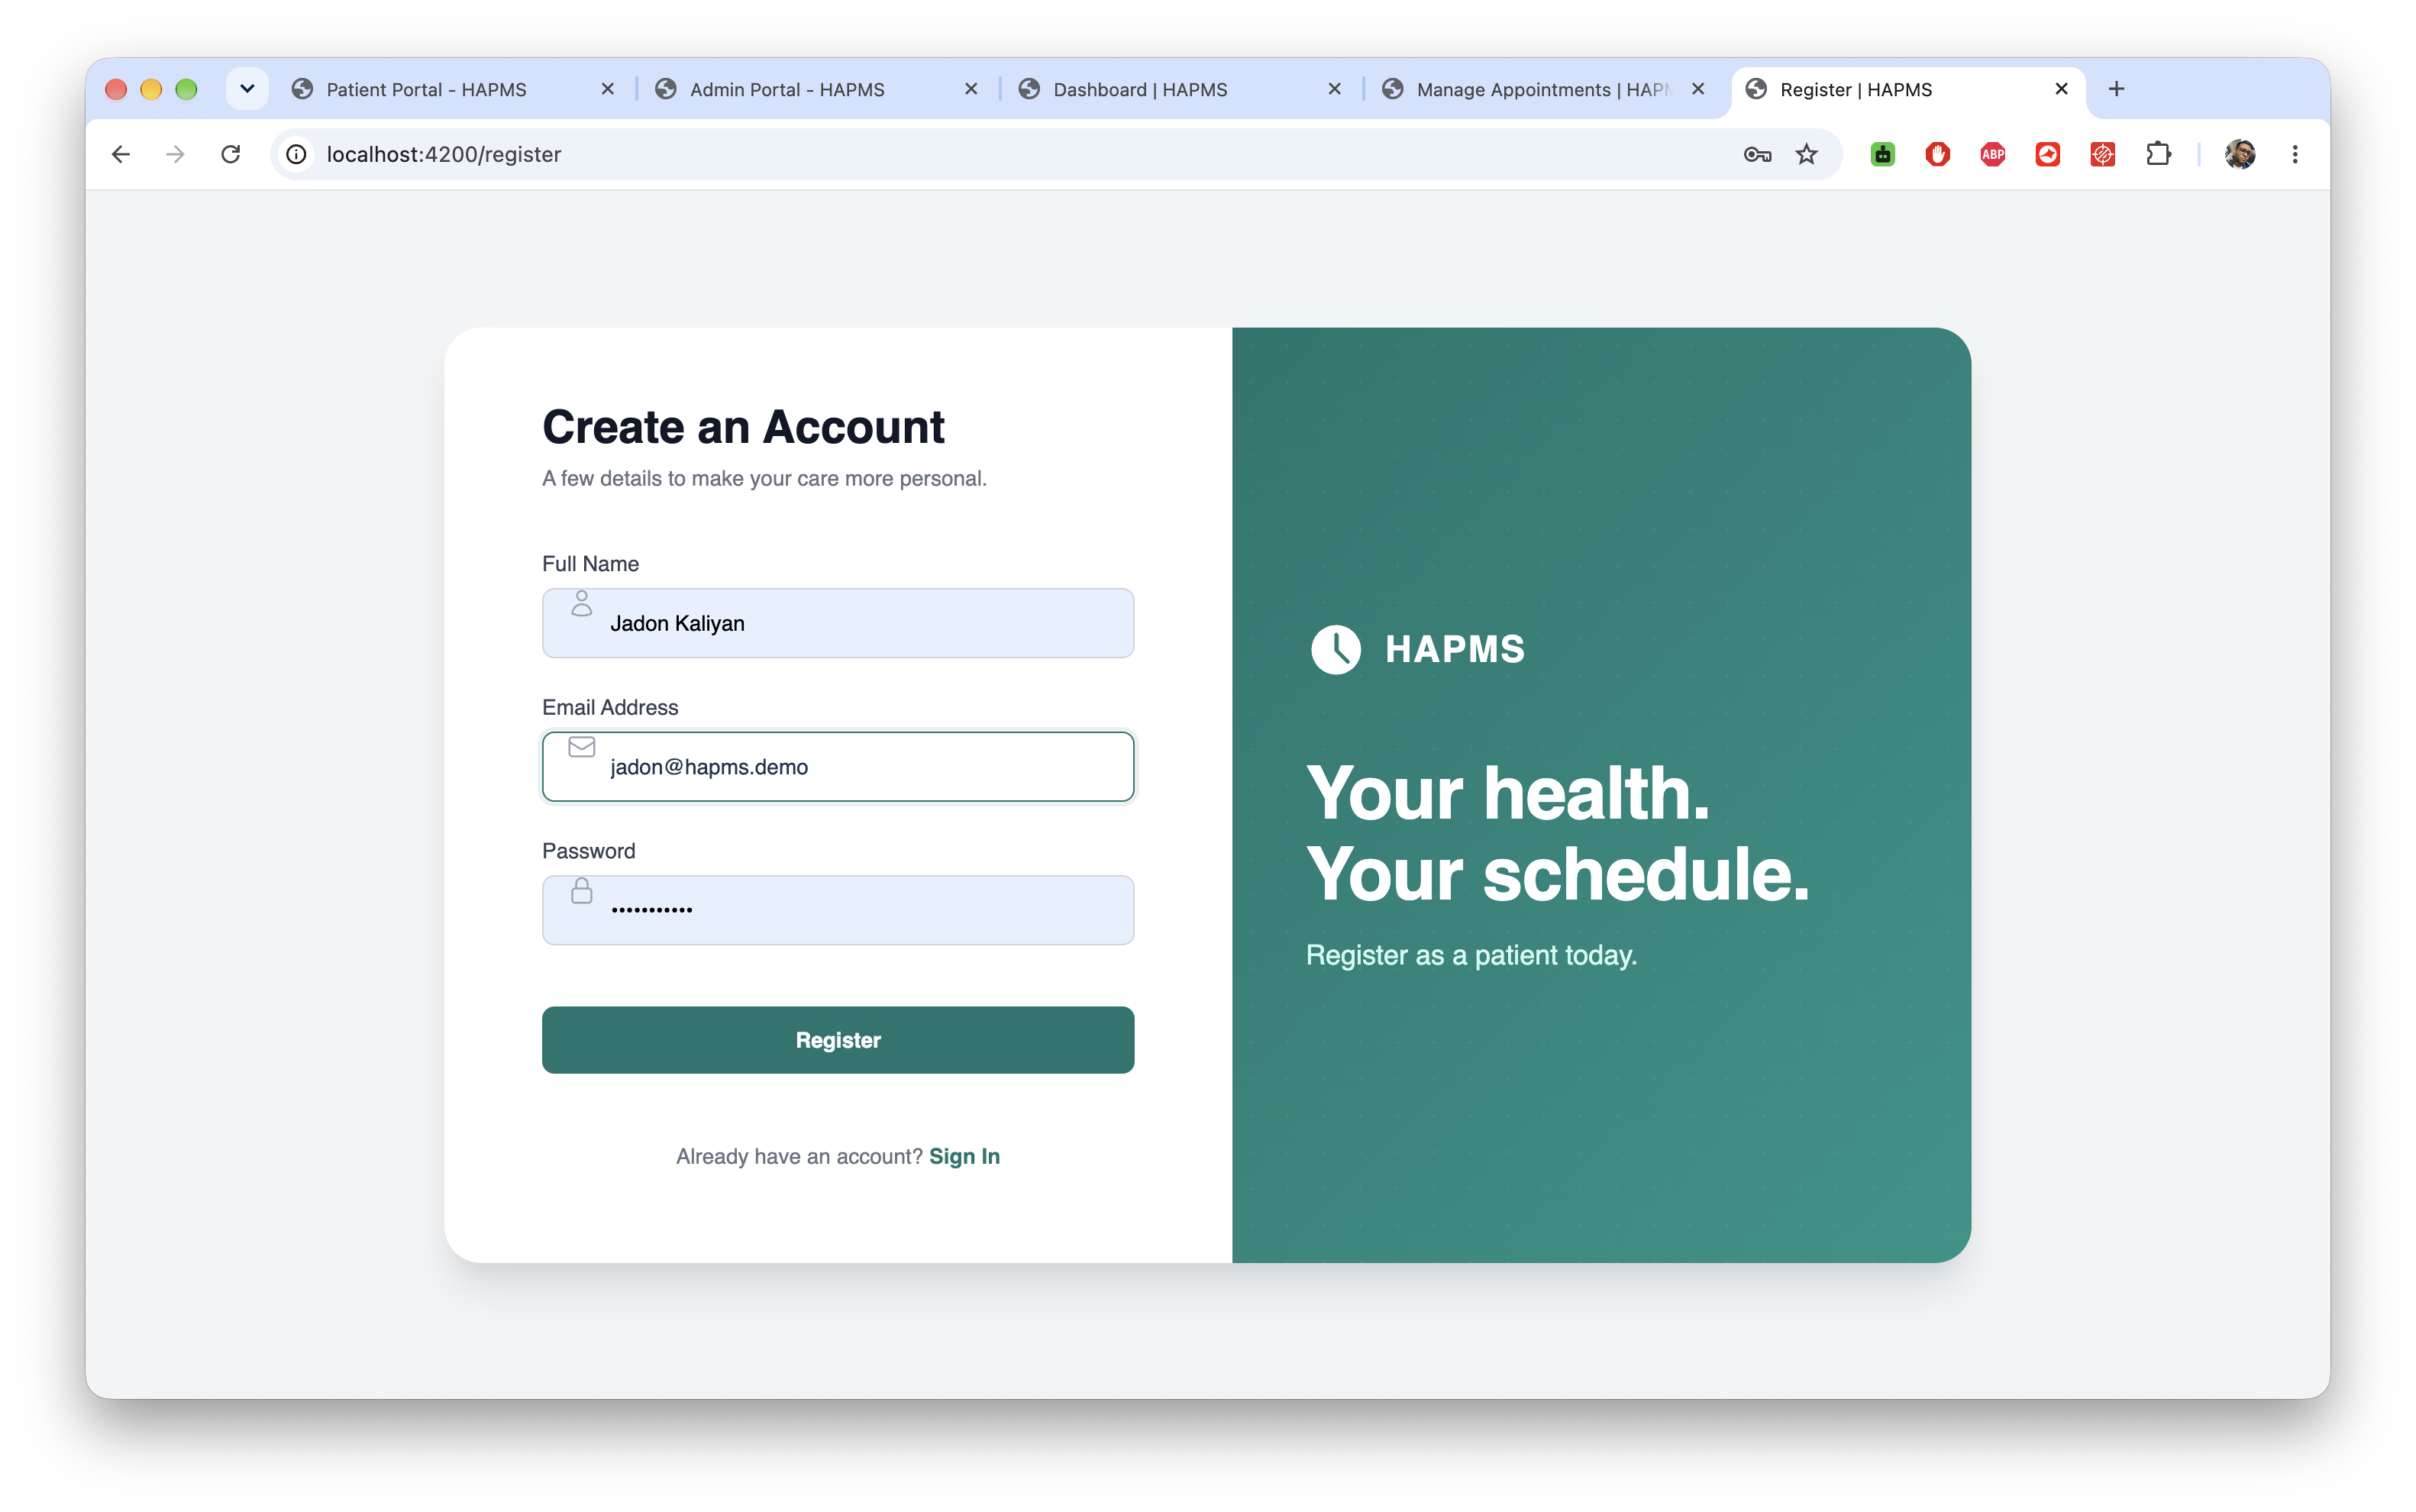 Patient Portal - HAPMS
Admin Portal - HAPMS
Dashboard | HAPMS
Manage Appointments | HAPM
Register | HAPMS
localhost:4200/register
ABP
Create an Account
A few details to make your care more personal.
Full Name
Jadon Kaliyan
Email Address
jadon@hapms.demo
Password
•••••••••••
Register
Already have an account? Sign In
HAPMS
Your health.
Your schedule.
Register as a patient today.